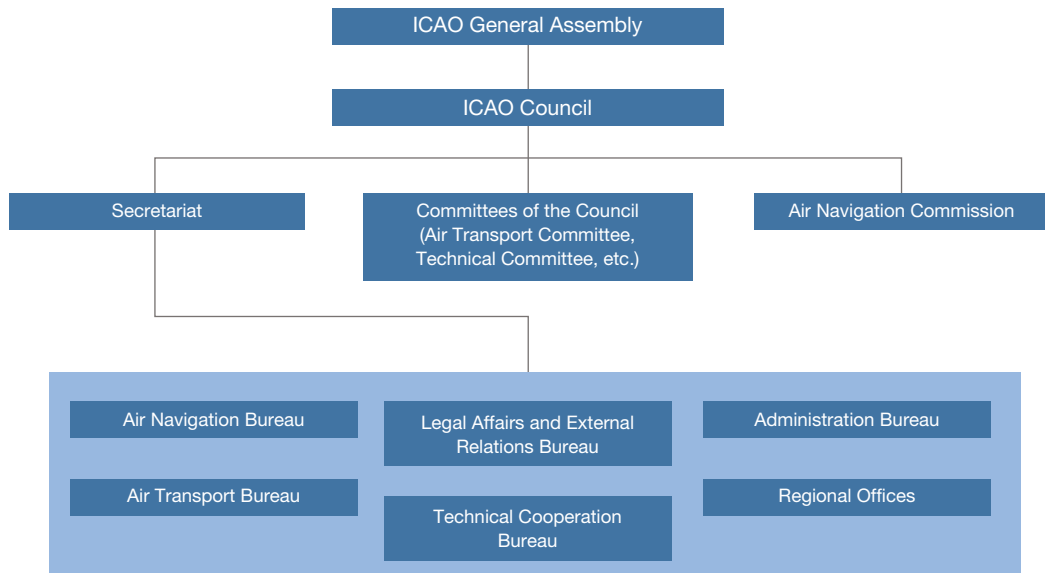 ICAO General Assembly
ICAO Council
Secretariat
Committees of the Council
(Air Transport Committee,
Technical Committee, etc.)
Air Navigation Commission
Air Navigation Bureau
Legal Affairs and External
Relations Bureau
Administration Bureau
Air Transport Bureau
Technical Cooperation
Bureau
Regional Offices